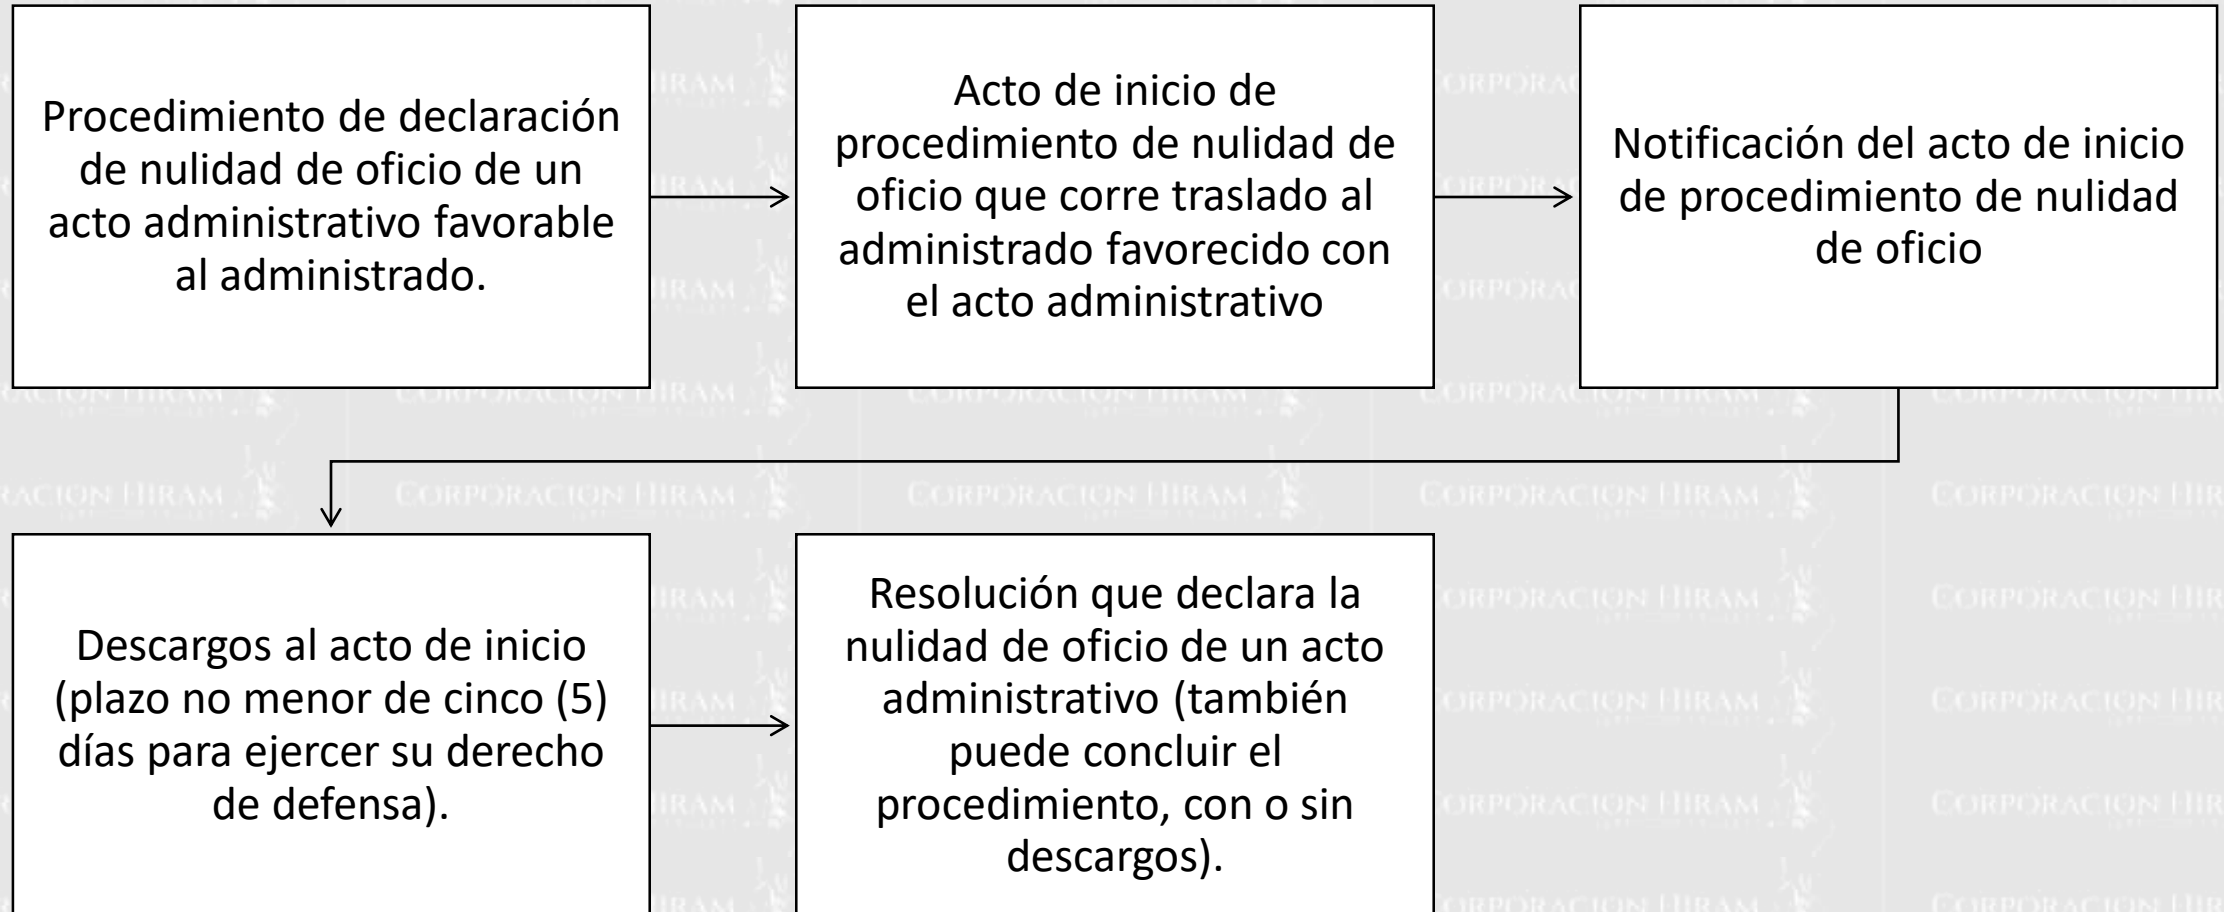 Procedimiento de declaración
de nulidad de oficio de un
acto administrativo favorable
al administrado.
Acto de inicio de
procedimiento de nulidad de
oficio que corre traslado al
administrado favorecido con
el acto administrativo
Notificación del acto de inicio
de procedimiento de nulidad
de oficio
Descargos al acto de inicio
(plazo no menor de cinco (5)
días para ejercer su derecho
de defensa).
Resolución que declara la
nulidad de oficio de un acto
administrativo (también
puede concluir el
procedimiento, con o sin
descargos).
CORPORACION HIRAM